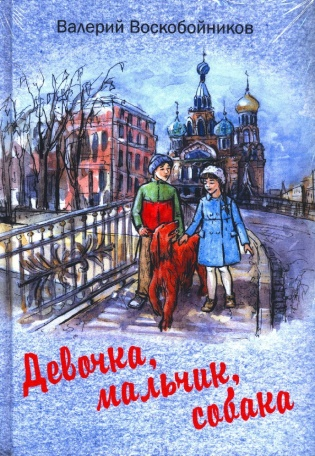 Валерий Воскобойников
Девочка,
мальчик,
собака